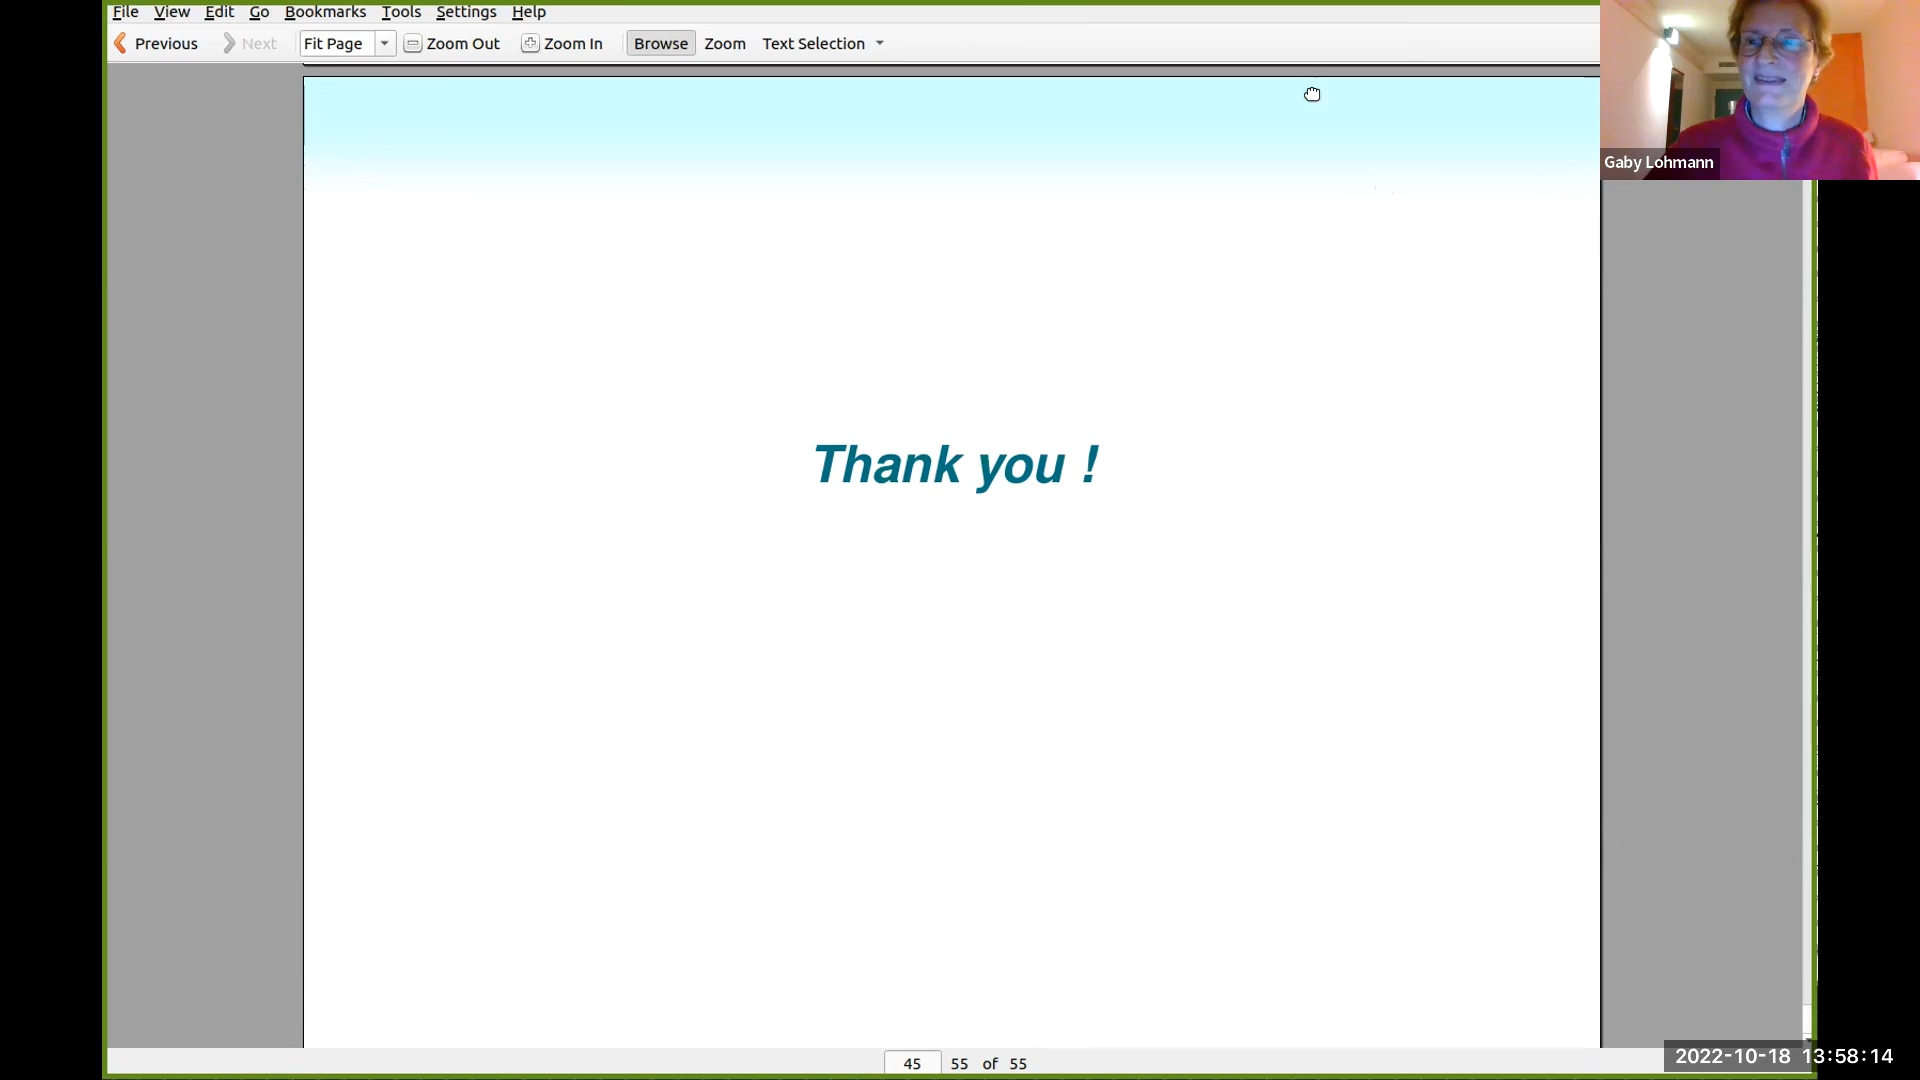 File View Edit Go Bookmarks Tools Settings Help
Previous Next Fit Page Zoom Out Zoom In Browse Zoom Text Selection
Gaby Lohmann
Thank you !
45 55 of 55
2022-10-18 13:58:14